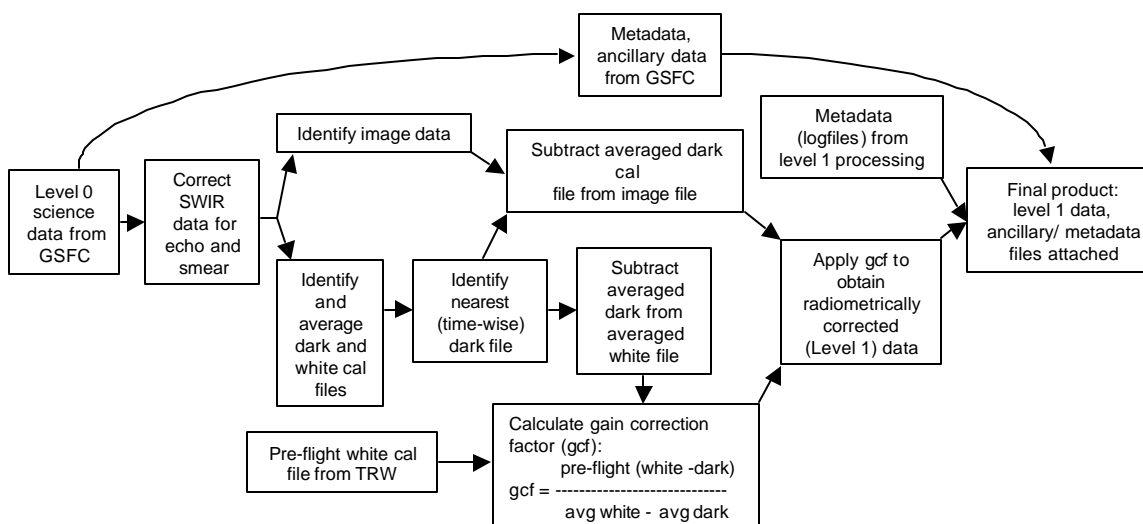 Metadata,
ancillary data
from GSFC
Identify image data
Metadata
(logfiles) from
level 1 processing
Subtract averaged dark
cal
file from image file
Level 0
science
data from
GSFC
Correct
SWIR
data for
echo and
smear
Final product:
level 1 data,
ancillary/ metadata
files attached
Identify
and
average
dark and
white cal
files
Identify
nearest
(time-wise)
dark file
Subtract
averaged
dark from
averaged
white file
Apply gcf to
obtain
radiometrically
corrected
(Level 1) data
Pre-flight white cal
file from TRW
Calculate gain correction
factor (gcf):
pre-flight (white -dark)
gcf = -----------------------------
avg white - avg dark